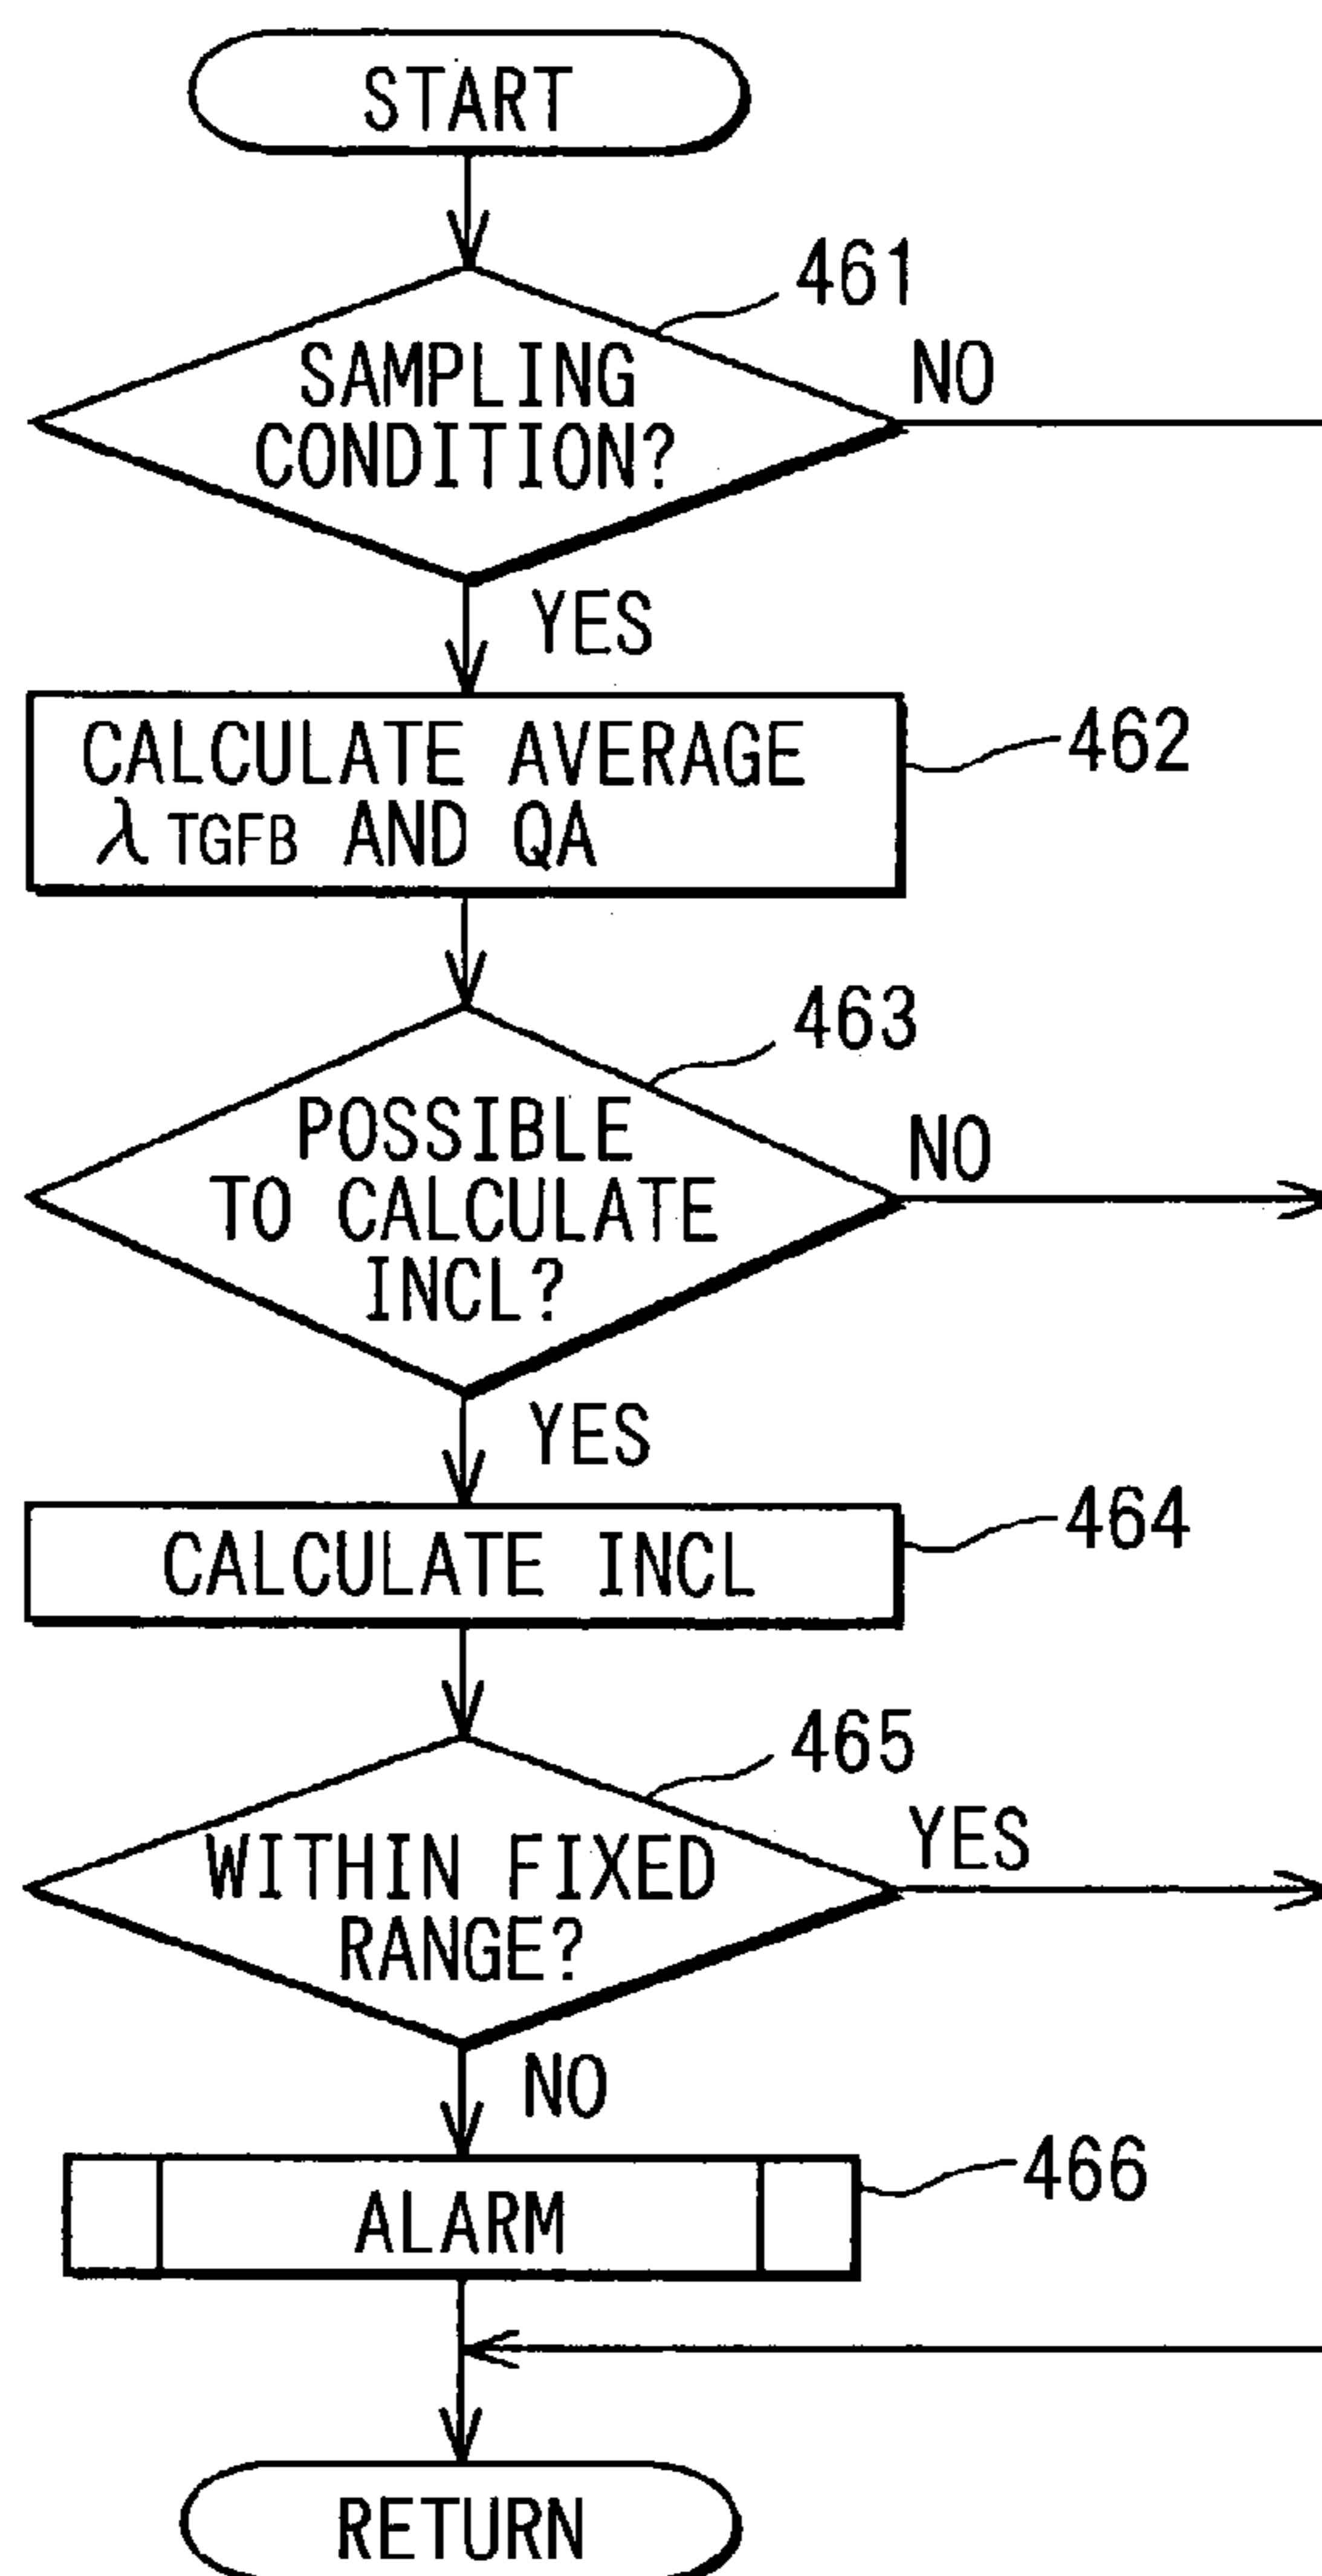 START
461
SAMPLING
CONDITION?
NO
YES
CALCULATE AVERAGE
λTGFB AND QA
462
463
POSSIBLE
TO CALCULATE
INCL?
NO
YES
CALCULATE INCL
464
465
WITHIN FIXED
RANGE?
YES
NO
ALARM
466
RETURN